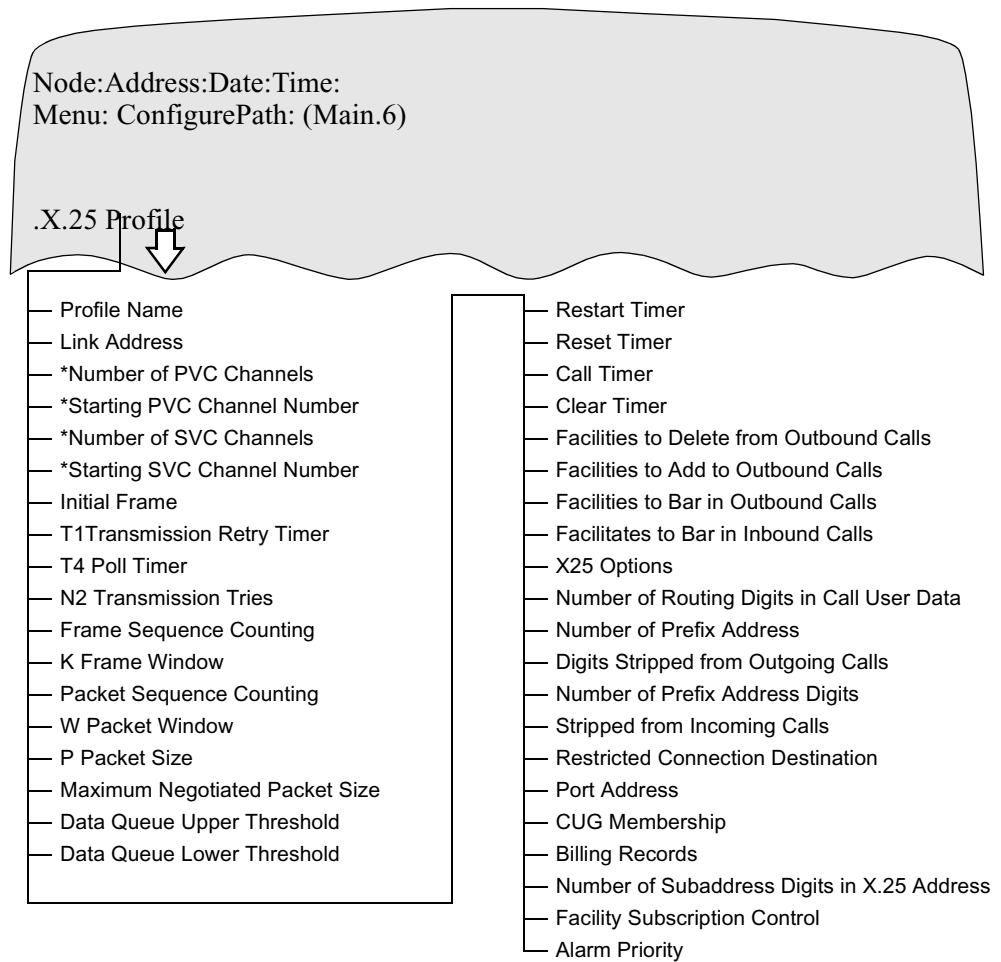 Node:Address:Date:Time:
Menu: ConfigurePath: (Main.6)
.X.25 Profile
Profile Name
Link Address
*Number of PVC Channels
*Starting PVC Channel Number
*Number of SVC Channels
*Starting SVC Channel Number
Initial Frame
T1Transmission Retry Timer
T4 Poll Timer
N2 Transmission Tries
Frame Sequence Counting
K Frame Window
Packet Sequence Counting
W Packet Window
P Packet Size
Maximum Negotiated Packet Size
Data Queue Upper Threshold
Data Queue Lower Threshold
Restart Timer
Reset Timer
Call Timer
Clear Timer
Facilities to Delete from Outbound Calls
Facilities to Add to Outbound Calls
Facilities to Bar in Outbound Calls
Facilitates to Bar in Inbound Calls
X25 Options
Number of Routing Digits in Call User Data
Number of Prefix Address
Digits Stripped from Outgoing Calls
Number of Prefix Address Digits
Stripped from Incoming Calls
Restricted Connection Destination
Port Address
CUG Membership
Billing Records
Number of Subaddress Digits in X.25 Address
Facility Subscription Control
Alarm Priority